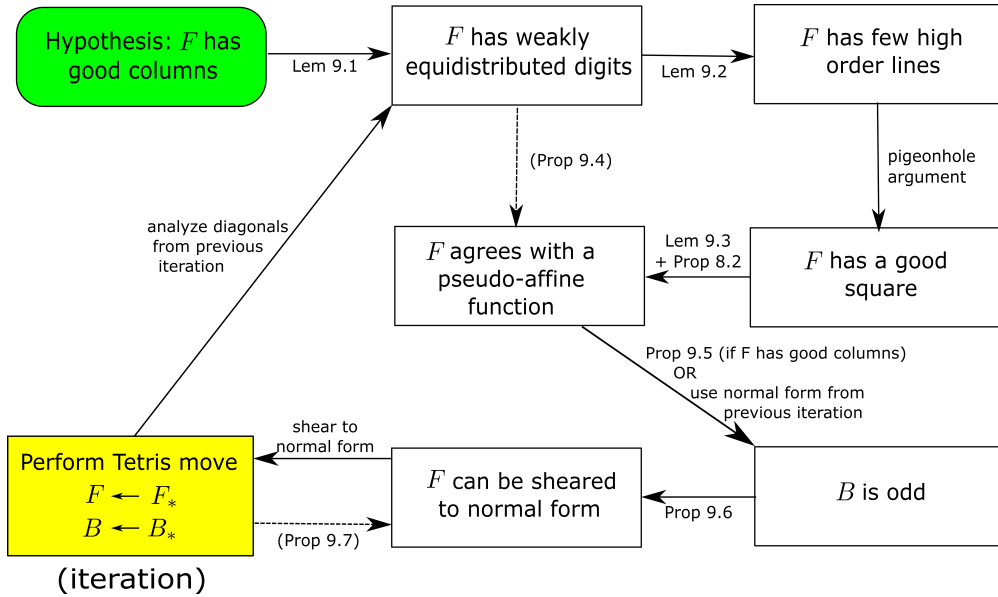 Hypothesis: F has
good columns
Lem 9.1
F has weakly
equidistributed digits
Lem 9.2
F has few high
order lines
(Prop 9.4)
pigeonhole
argument
analyze diagonals
from previous
iteration
F agrees with a
pseudo-affine
function
Lem 9.3
+ Prop 8.2
F has a good
square
Prop 9.5 (if F has good columns)
OR
use normal form from
previous iteration
shear to
normal form
Perform Tetris move
F ← F*
B ← B*
(Prop 9.7)
F can be sheared
to normal form
Prop 9.6
B is odd
(iteration)